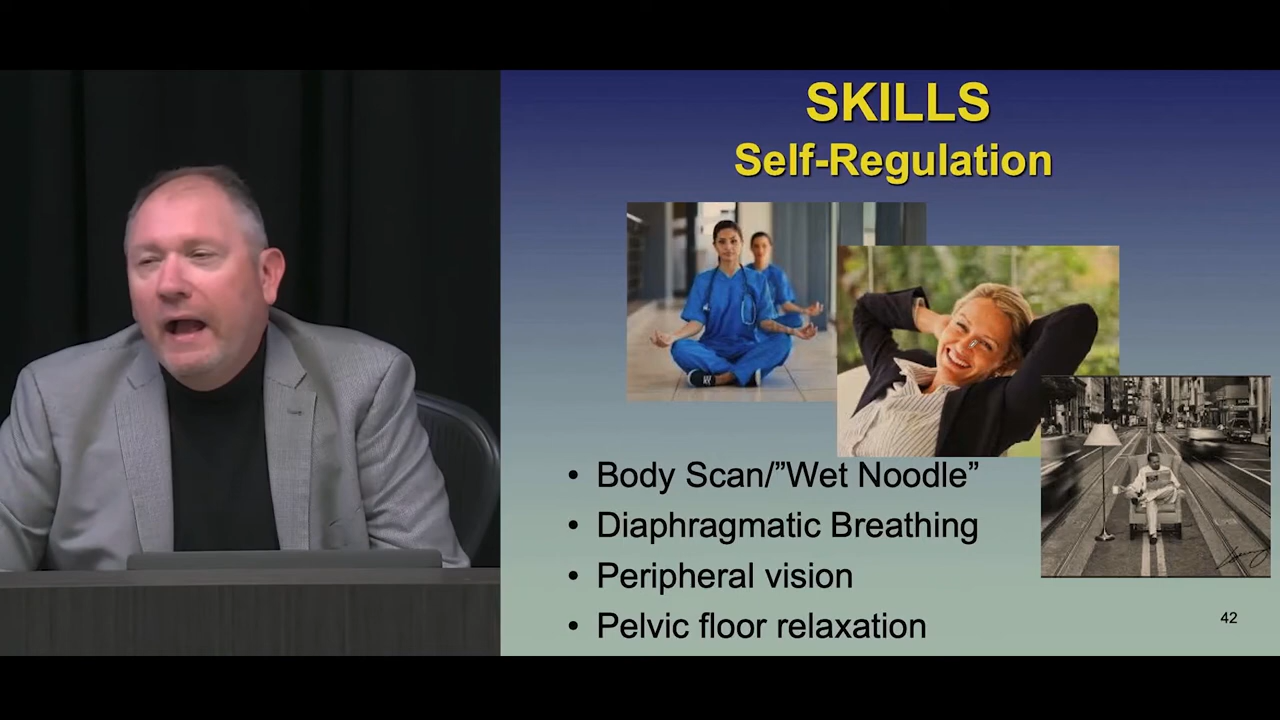 SKILLS
Self-Regulation
• Body Scan/”Wet Noodle”
• Diaphragmatic Breathing
• Peripheral vision
• Pelvic floor relaxation
42